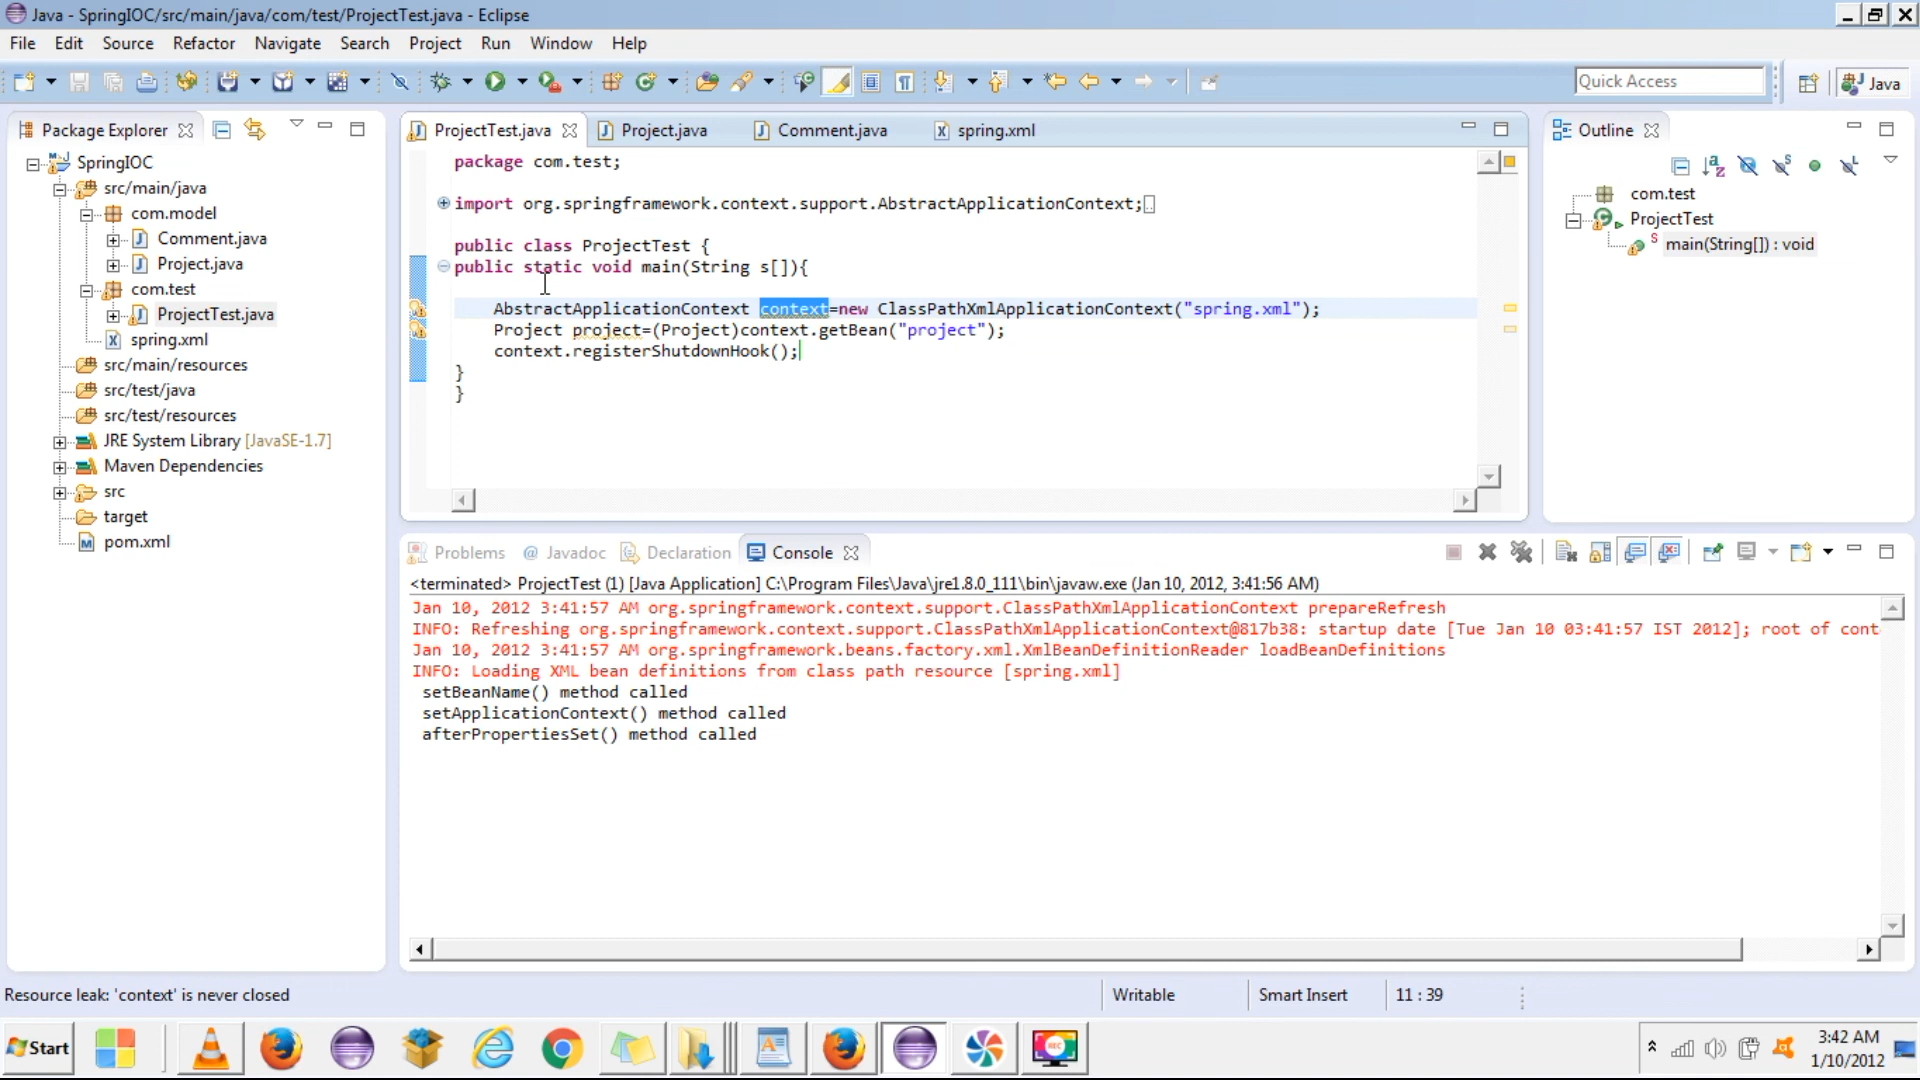 Java - SpringIOC/src/main/java/com/test/ProjectTest.java - Eclipse
File Edit Source Refactor Navigate Search Project Run Window Help
Quick Access
Java
Package Explorer
SpringIOC
src/main/java
com.model
Comment.java
Project.java
com.test
ProjectTest.java
spring.xml
src/main/resources
src/test/java
src/test/resources
JRE System Library [JavaSE-1.7]
Maven Dependencies
src
target
pom.xml
ProjectTest.java Project.java Comment.java spring.xml
package com.test;
import org.springframework.context.support.AbstractApplicationContext;
public class ProjectTest {
public static void main(String s[]){
AbstractApplicationContext context=new ClassPathXmlApplicationContext("spring.xml");
Project project=(Project)context.getBean("project");
context.registerShutdownHook();
}
}
Outline
com.test
ProjectTest
main(String[]) : void
Problems Javadoc Declaration Console
<terminated> ProjectTest (1) [Java Application] C:\Program Files\Java\jre1.8.0_111\bin\javaw.exe (Jan 10, 2012, 3:41:56 AM)
Jan 10, 2012 3:41:57 AM org.springframework.context.support.ClassPathXmlApplicationContext prepareRefresh
INFO: Refreshing org.springframework.context.support.ClassPathXmlApplicationContext@817b38: startup date [Tue Jan 10 03:41:57 IST 2012]; root of cont
Jan 10, 2012 3:41:57 AM org.springframework.beans.factory.xml.XmlBeanDefinitionReader loadBeanDefinitions
INFO: Loading XML bean definitions from class path resource [spring.xml]
setBeanName() method called
setApplicationContext() method called
afterPropertiesSet() method called
Resource leak: 'context' is never closed
Writable
Smart Insert
11 : 39
Start
3:42 AM
1/10/2012